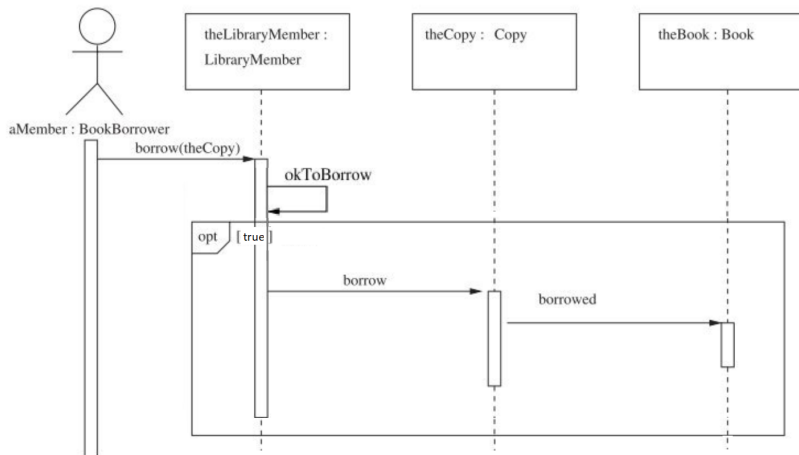 theLibraryMember :
LibraryMember
theCopy : Copy
theBook : Book
aMember : BookBorrower
borrow(theCopy)
okToBorrow
opt [ true ]
borrow
borrowed